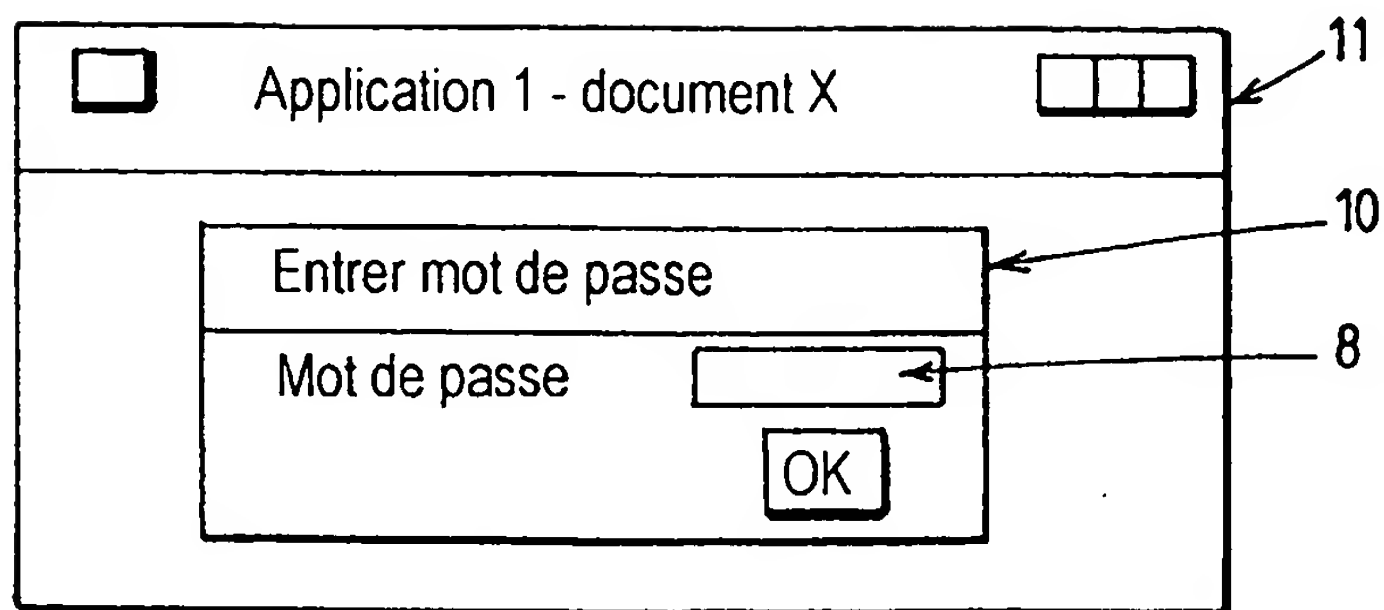 Application 1 - document X
11
10
Entrer mot de passe
Mot de passe
8
OK